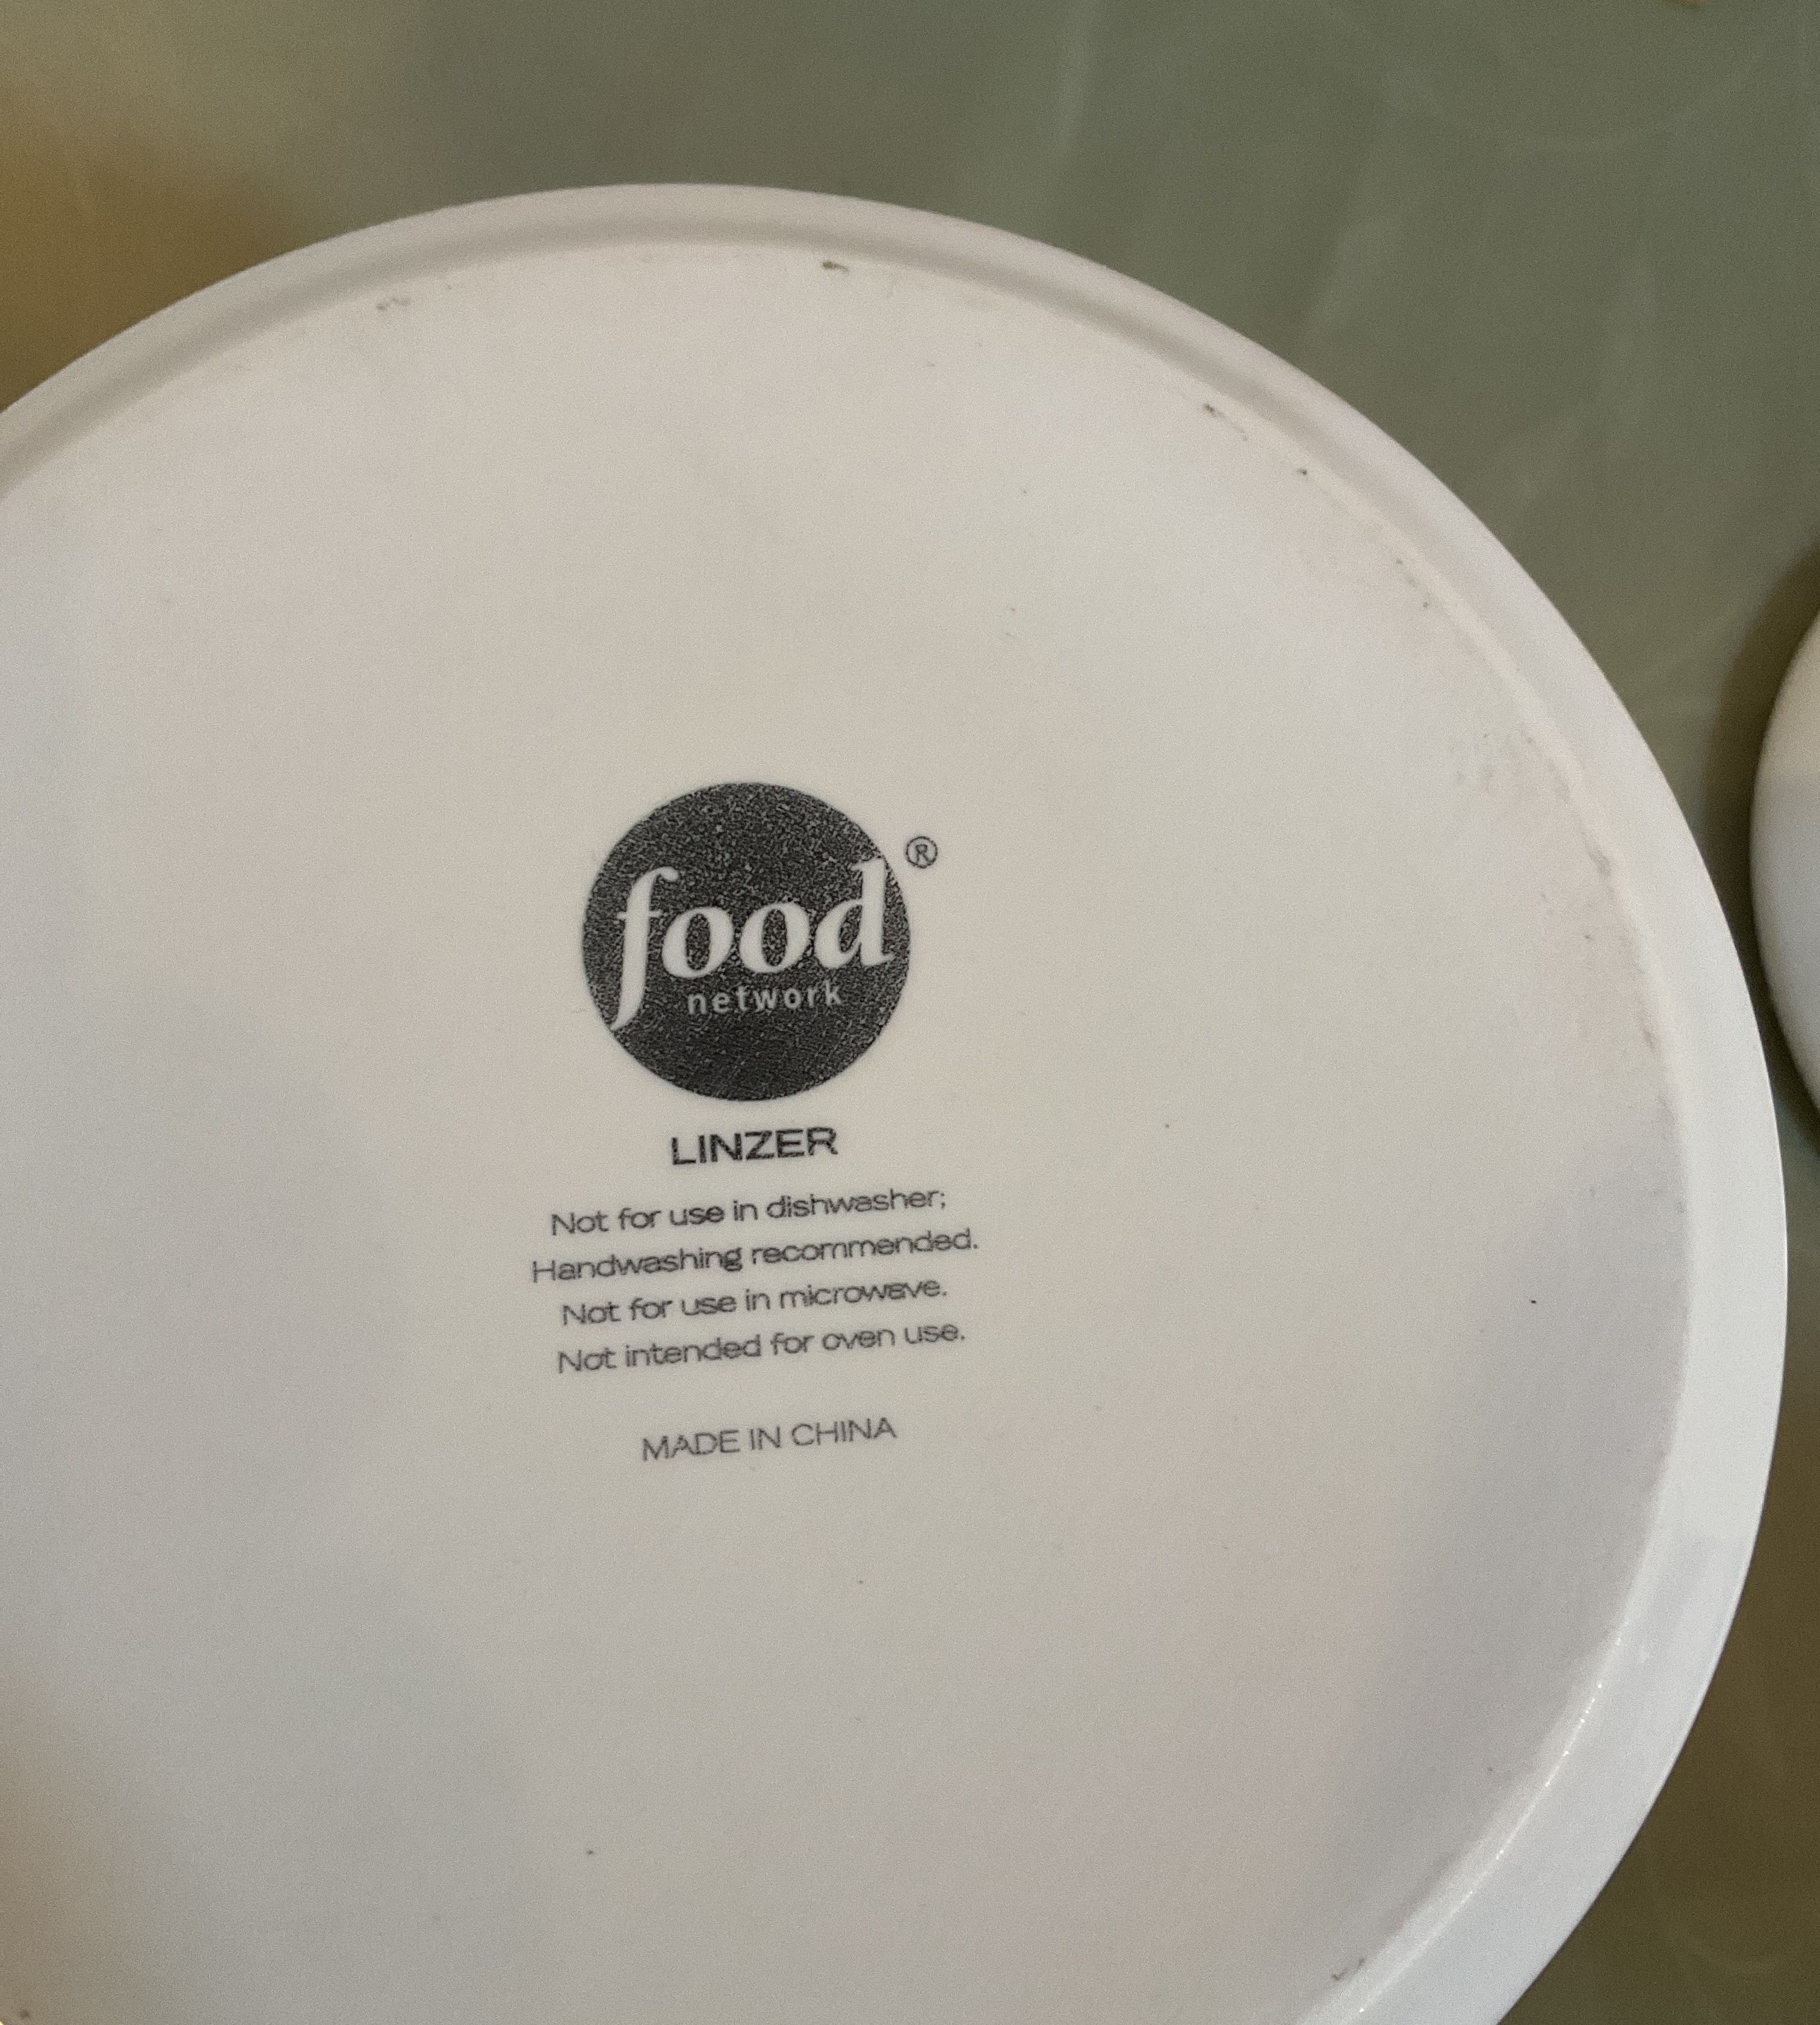 food ®
network
LINZER
Not for use in dishwasher;
Handwashing recommended.
Not for use in microwave.
Not intended for oven use.
MADE IN CHINA